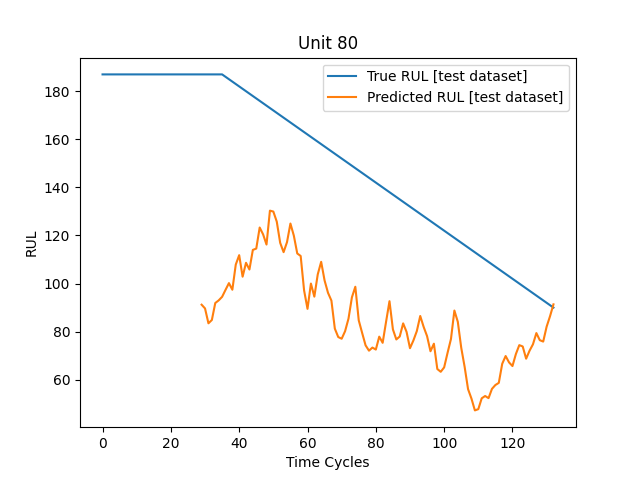 Unit 80
True RUL [test dataset]
Predicted RUL [test dataset]
180
160
140
120
100
80
60
RUL
0 20 40 60 80 100 120
Time Cycles